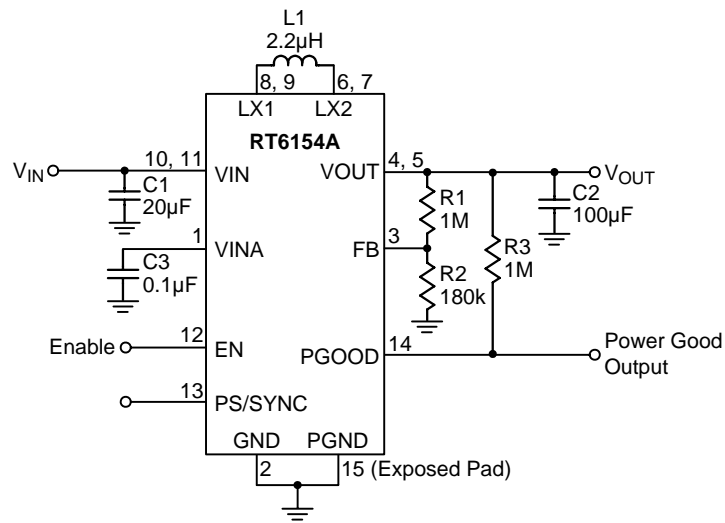 L1
2.2µH
8, 9
6, 7
LX1
LX2
RT6154A
VIN
10, 11
VIN
VOUT
4, 5
VOUT
C1
20µF
R1
1M
C2
100µF
1
VINA
FB
3
R3
1M
C3
0.1µF
R2
180k
Enable
12
EN
PGOOD
14
Power Good
Output
13
PS/SYNC
GND
PGND
2
15 (Exposed Pad)